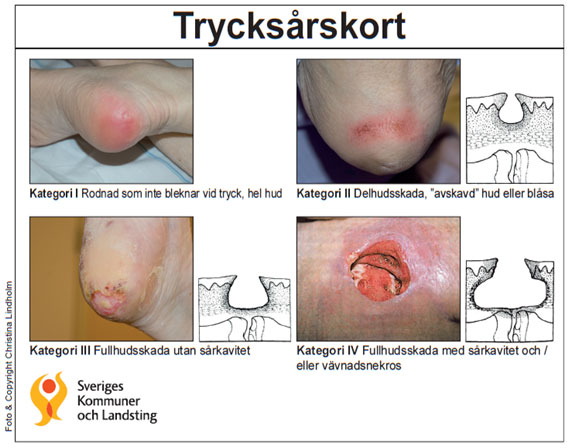 Trycksårskort
Kategori I Rodnad som inte bleknar vid tryck, hel hud
Kategori II Delhudsskada, "avskavd" hud eller blåsa
Kategori III Fullhudsskada utan sårkavitet
Kategori IV Fullhudsskada med sårkavitet och /
eller vävnadsnekros
Sveriges
Kommuner
och Landsting
Foto & Copyright Christina Lindholm